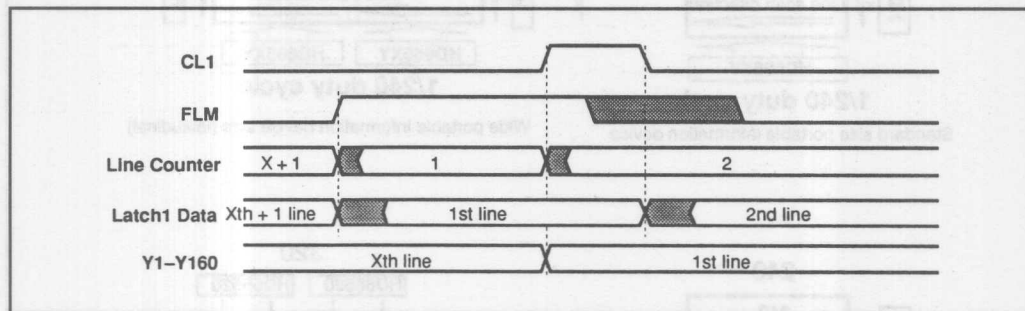 CL1
FLM
Line Counter X + 1 1 2
Latch1 Data Xth + 1 line 1st line 2nd line
Y1–Y160 Xth line 1st line